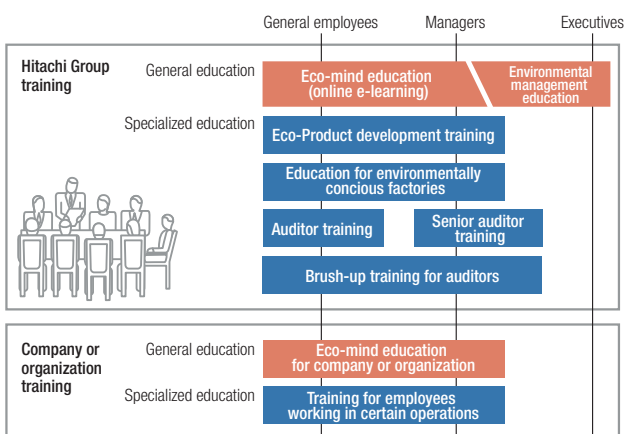 General employees Managers Executives
Hitachi Group
training
General education
Eco-mind education
(online e-learning)
Environmental
management
education
Specialized education
Eco-Product development training
Education for environmentally
concious factories
Auditor training
Senior auditor
training
Brush-up training for auditors
Company or
organization
training
General education
Eco-mind education
for company or organization
Specialized education
Training for employees
working in certain operations